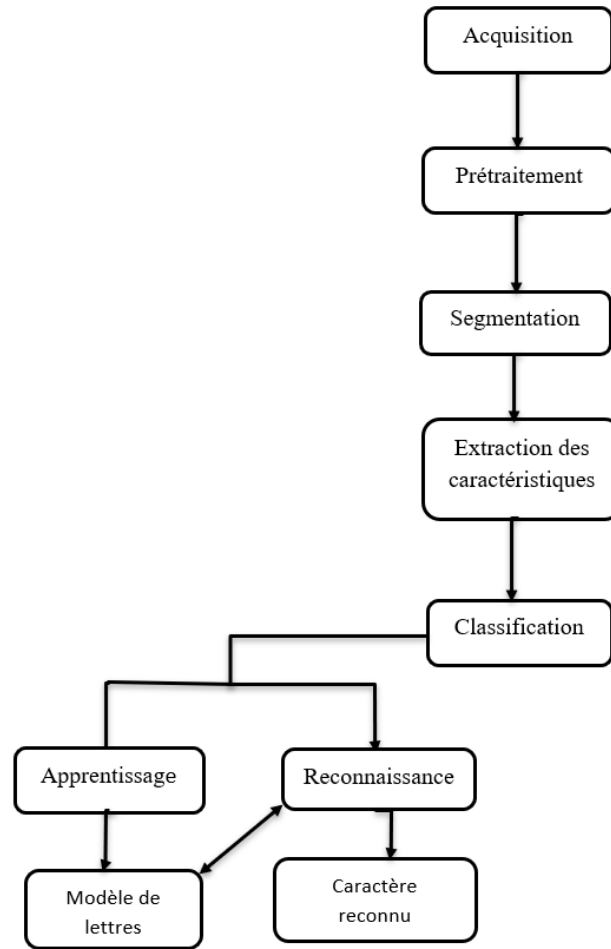 Acquisition
Prétraitement
Segmentation
Extraction des
caractéristiques
Classification
Apprentissage
Reconnaissance
Modèle de
lettres
Caractère
reconnu